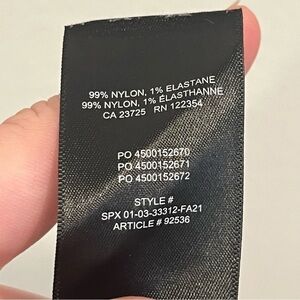 99% NYLON, 1% ELASTANE
99% NYLON, 1% ÉLASTHANNE
CA 23725 RN 122354
PO 4500152670
PO 4500152671
PO 4500152672
STYLE #
SPX 01-03-33312-FA21
ARTICLE # 92536